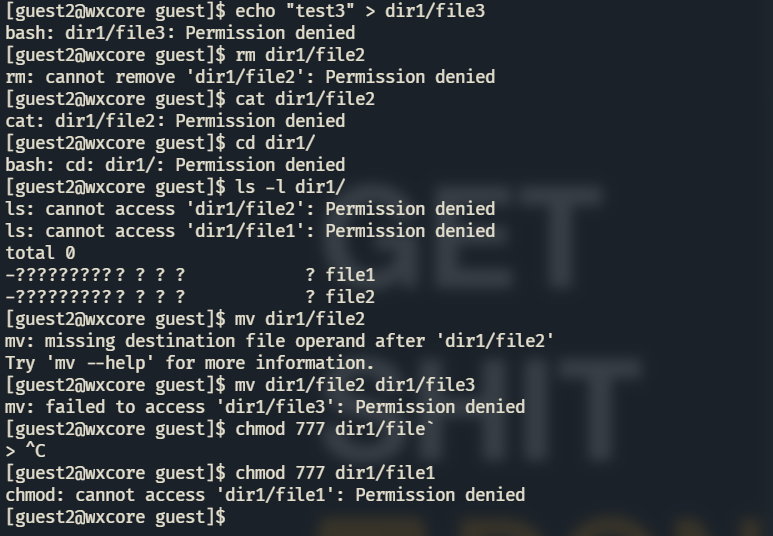 [guest2@wxcore guest]$ echo "test3" > dir1/file3
bash: dir1/file3: Permission denied
[guest2@wxcore guest]$ rm dir1/file2
rm: cannot remove 'dir1/file2': Permission denied
[guest2@wxcore guest]$ cat dir1/file2
cat: dir1/file2: Permission denied
[guest2@wxcore guest]$ cd dir1/
bash: cd: dir1/: Permission denied
[guest2@wxcore guest]$ ls -l dir1/
ls: cannot access 'dir1/file2': Permission denied
ls: cannot access 'dir1/file1': Permission denied
total 0
-?????????? ? ? ?            ? file1
-?????????? ? ? ?            ? file2
[guest2@wxcore guest]$ mv dir1/file2
mv: missing destination file operand after 'dir1/file2'
Try 'mv --help' for more information.
[guest2@wxcore guest]$ mv dir1/file2 dir1/file3
mv: failed to access 'dir1/file3': Permission denied
[guest2@wxcore guest]$ chmod 777 dir1/file`
> ^C
[guest2@wxcore guest]$ chmod 777 dir1/file1
chmod: cannot access 'dir1/file1': Permission denied
[guest2@wxcore guest]$
GET
SHIT